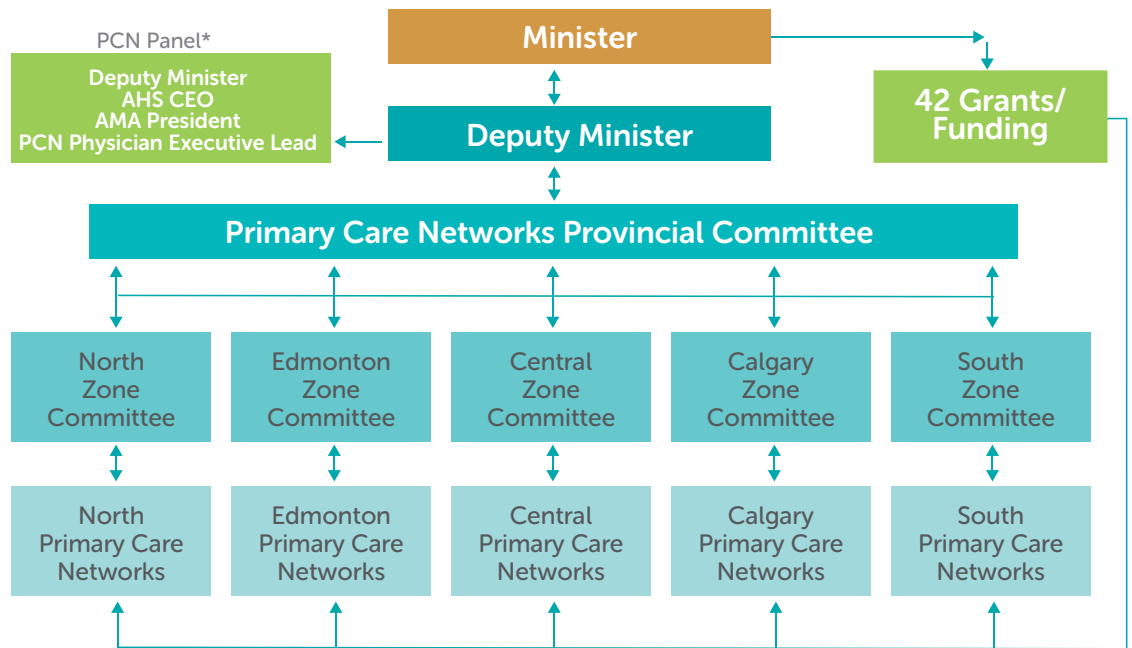 PCN Panel*
Deputy Minister
AHS CEO
AMA President
PCN Physician Executive Lead
Minister
42 Grants/
Funding
Deputy Minister
Primary Care Networks Provincial Committee
North
Zone
Committee
Edmonton
Zone
Committee
Central
Zone
Committee
Calgary
Zone
Committee
South
Zone
Committee
North
Primary Care
Networks
Edmonton
Primary Care
Networks
Central
Primary Care
Networks
Calgary
Primary Care
Networks
South
Primary Care
Networks